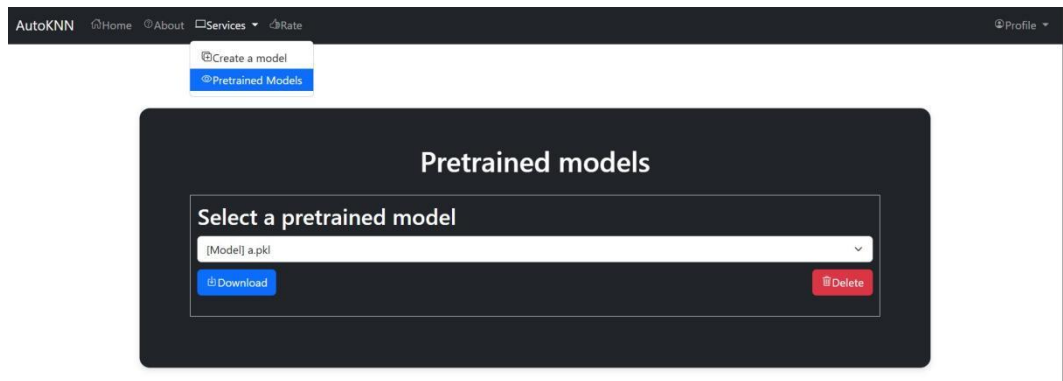 AutoKNN Home About Services Rate Profile
Create a model
Pretrained Models
Pretrained models
Select a pretrained model
[Model] a.pkl
Download Delete